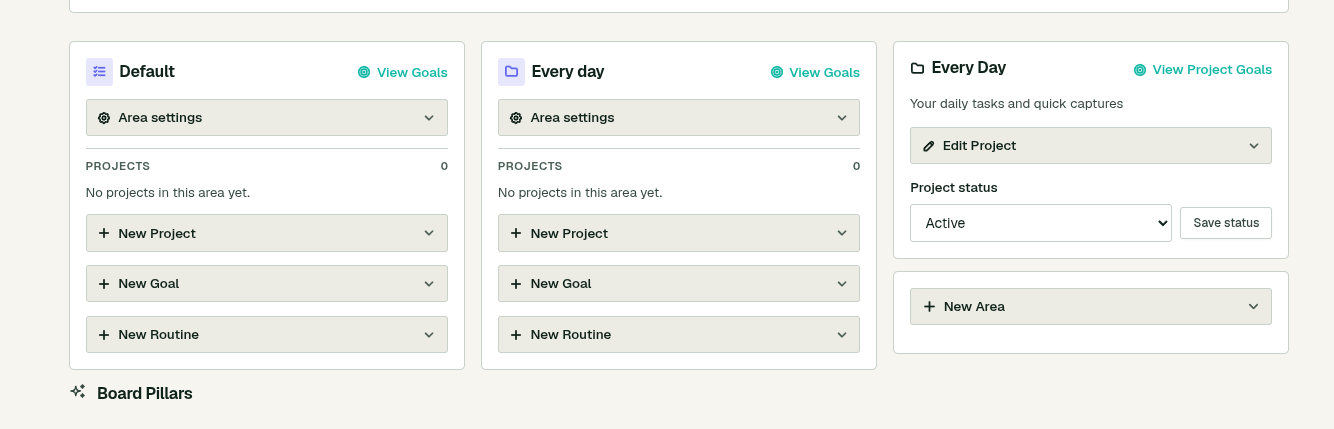 Default
View Goals
Area settings
PROJECTS 0
No projects in this area yet.
New Project
New Goal
New Routine
Every day
View Goals
Area settings
PROJECTS 0
No projects in this area yet.
New Project
New Goal
New Routine
Every Day
View Project Goals
Your daily tasks and quick captures
Edit Project
Project status
Active
Save status
New Area
Board Pillars